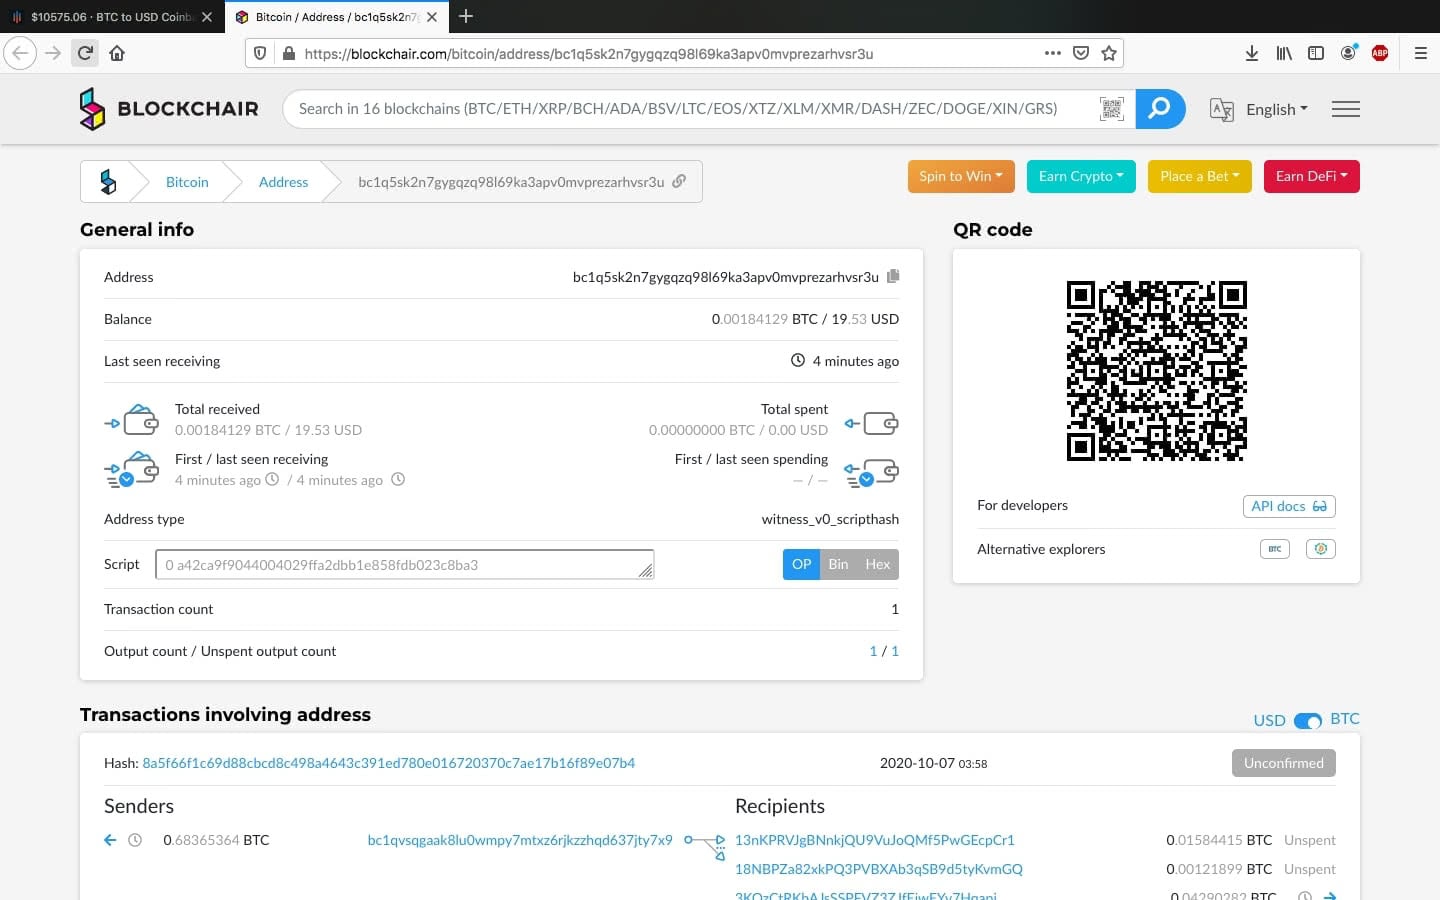 $10575.06 · BTC to USD Coinba
Bitcoin / Address / bc1q5sk2n7g
https://blockchair.com/bitcoin/address/bc1q5sk2n7gygqzq98l69ka3apv0mvprezarhvsr3u
ABP
BLOCKCHAIR
Search in 16 blockchains (BTC/ETH/XRP/BCH/ADA/BSV/LTC/EOS/XTZ/XLM/XMR/DASH/ZEC/DOGE/XIN/GRS)
English
Bitcoin
Address
bc1q5sk2n7gygqzq98l69ka3apv0mvprezarhvsr3u
Spin to Win
Earn Crypto
Place a Bet
Earn DeFi
General info
Address bc1q5sk2n7gygqzq98l69ka3apv0mvprezarhvsr3u
Balance 0.00184129 BTC / 19.53 USD
Last seen receiving 4 minutes ago
Total received
0.00184129 BTC / 19.53 USD
Total spent
0.00000000 BTC / 0.00 USD
First / last seen receiving
4 minutes ago / 4 minutes ago
First / last seen spending
— / —
Address type witness_v0_scripthash
Script 0 a42ca9f9044004029ffa2dbb1e858fdb023c8ba3 OP Bin Hex
Transaction count 1
Output count / Unspent output count 1 / 1
QR code
For developers API docs
Alternative explorers BTC
Transactions involving address
USD BTC
Hash: 8a5f66f1c69d88cbcd8c498a4643c391ed780e016720370c7ae17b16f89e07b4 2020-10-07 03:58 Unconfirmed
Senders
0.68365364 BTC bc1qvsqgaak8lu0wmpy7mtxz6rjkzzhqd637jty7x9
Recipients
13nKPRVJgBNnkjQU9VuJoQMf5PwGEcpCr1 0.01584415 BTC Unspent
18NBPZa82xkPQ3PVBXAb3qSB9d5tyKvmGQ 0.00121899 BTC Unspent
0.04290282 BTC